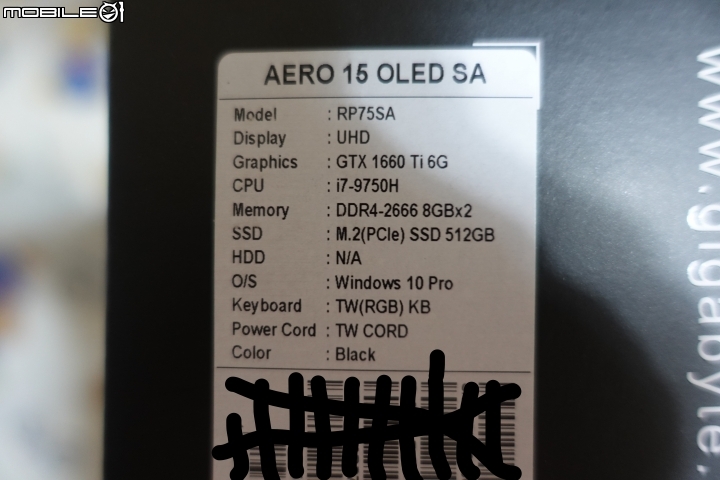 MOBILE01
AERO 15 OLED SA
Model : RP75SA
Display : UHD
Graphics : GTX 1660 Ti 6G
CPU : i7-9750H
Memory : DDR4-2666 8GBx2
SSD : M.2(PCIe) SSD 512GB
HDD : N/A
O/S : Windows 10 Pro
Keyboard : TW(RGB) KB
Power Cord : TW CORD
Color : Black
www.gigabyte.